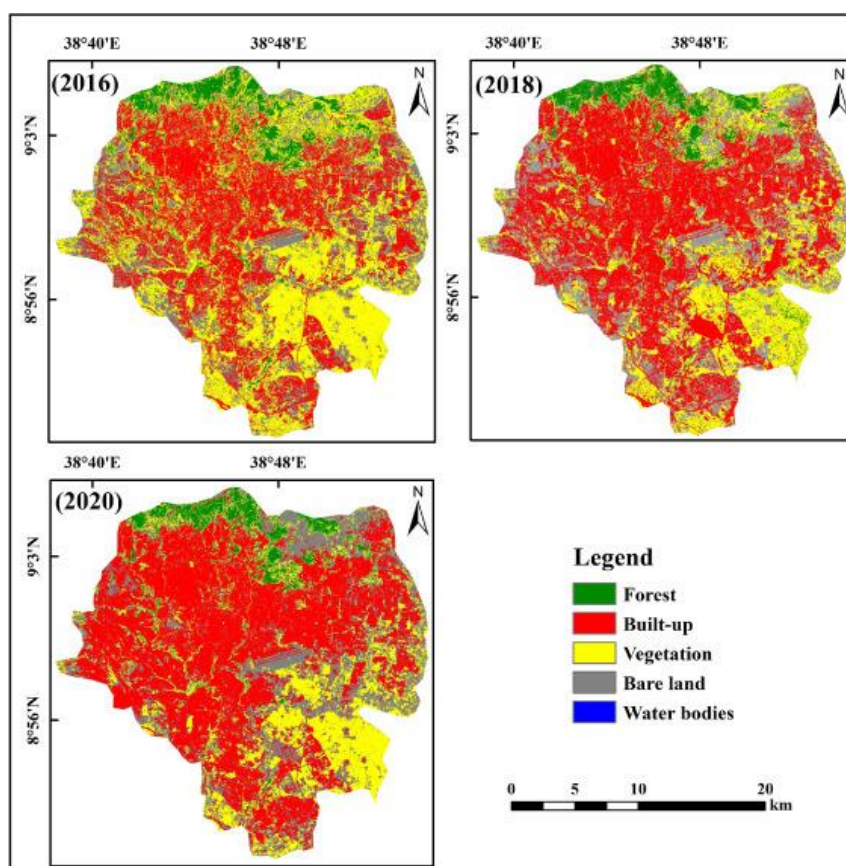 38°40'E 38°48'E 38°40'E 38°48'E
(2016) N (2018) N
9°3'N 9°3'N
8°56'N 8°56'N
38°40'E 38°48'E
(2020) N
9°3'N
8°56'N
Legend
Forest
Built-up
Vegetation
Bare land
Water bodies
0 5 10 20
km